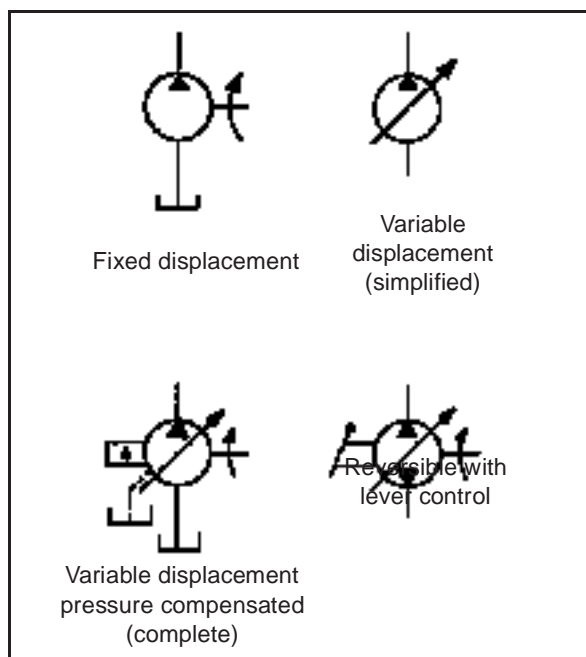 Fixed displacement
Variable
displacement
(simplified)
Reversible with
lever control
Variable displacement
pressure compensated
(complete)